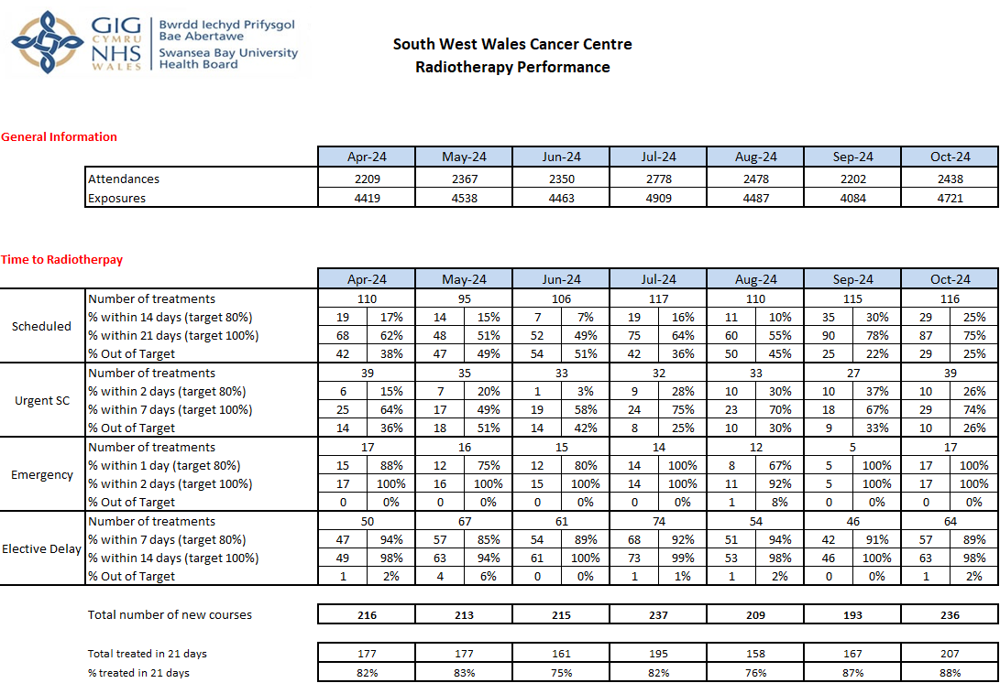 GIG
CYMRU
NHS
WALES
Bwrdd Iechyd Prifysgol
Bae Abertawe
Swansea Bay University
Health Board
South West Wales Cancer Centre
Radiotherapy Performance
General Information
Apr-24 May-24 Jun-24 Jul-24 Aug-24 Sep-24 Oct-24
Attendances 2209 2367 2350 2778 2478 2202 2438
Exposures 4419 4538 4463 4909 4487 4084 4721
Time to Radiotherpay
Apr-24 May-24 Jun-24 Jul-24 Aug-24 Sep-24 Oct-24
Scheduled
Number of treatments 110 95 106 117 110 115 116
% within 14 days (target 80%) 19 17% 14 15% 7 7% 19 16% 11 10% 35 30% 29 25%
% within 21 days (target 100%) 68 62% 48 51% 52 49% 75 64% 60 55% 90 78% 87 75%
% Out of Target 42 38% 47 49% 54 51% 42 36% 50 45% 25 22% 29 25%
Urgent SC
Number of treatments 39 35 33 32 33 27 39
% within 2 days (target 80%) 6 15% 7 20% 1 3% 9 28% 10 30% 10 37% 10 26%
% within 7 days (target 100%) 25 64% 17 49% 19 58% 24 75% 23 70% 18 67% 29 74%
% Out of Target 14 36% 18 51% 14 42% 8 25% 10 30% 9 33% 10 26%
Emergency
Number of treatments 17 16 15 14 12 5 17
% within 1 day (target 80%) 15 88% 12 75% 12 80% 14 100% 8 67% 5 100% 17 100%
% within 2 days (target 100%) 17 100% 16 100% 15 100% 14 100% 11 92% 5 100% 17 100%
% Out of Target 0 0% 0 0% 0 0% 0 0% 1 8% 0 0% 0 0%
Elective Delay
Number of treatments 50 67 61 74 54 46 64
% within 7 days (target 80%) 47 94% 57 85% 54 89% 68 92% 51 94% 42 91% 57 89%
% within 14 days (target 100%) 49 98% 63 94% 61 100% 73 99% 53 98% 46 100% 63 98%
% Out of Target 1 2% 4 6% 0 0% 1 1% 1 2% 0 0% 1 2%
Total number of new courses 216 213 215 237 209 193 236
Total treated in 21 days 177 177 161 195 158 167 207
% treated in 21 days 82% 83% 75% 82% 76% 87% 88%